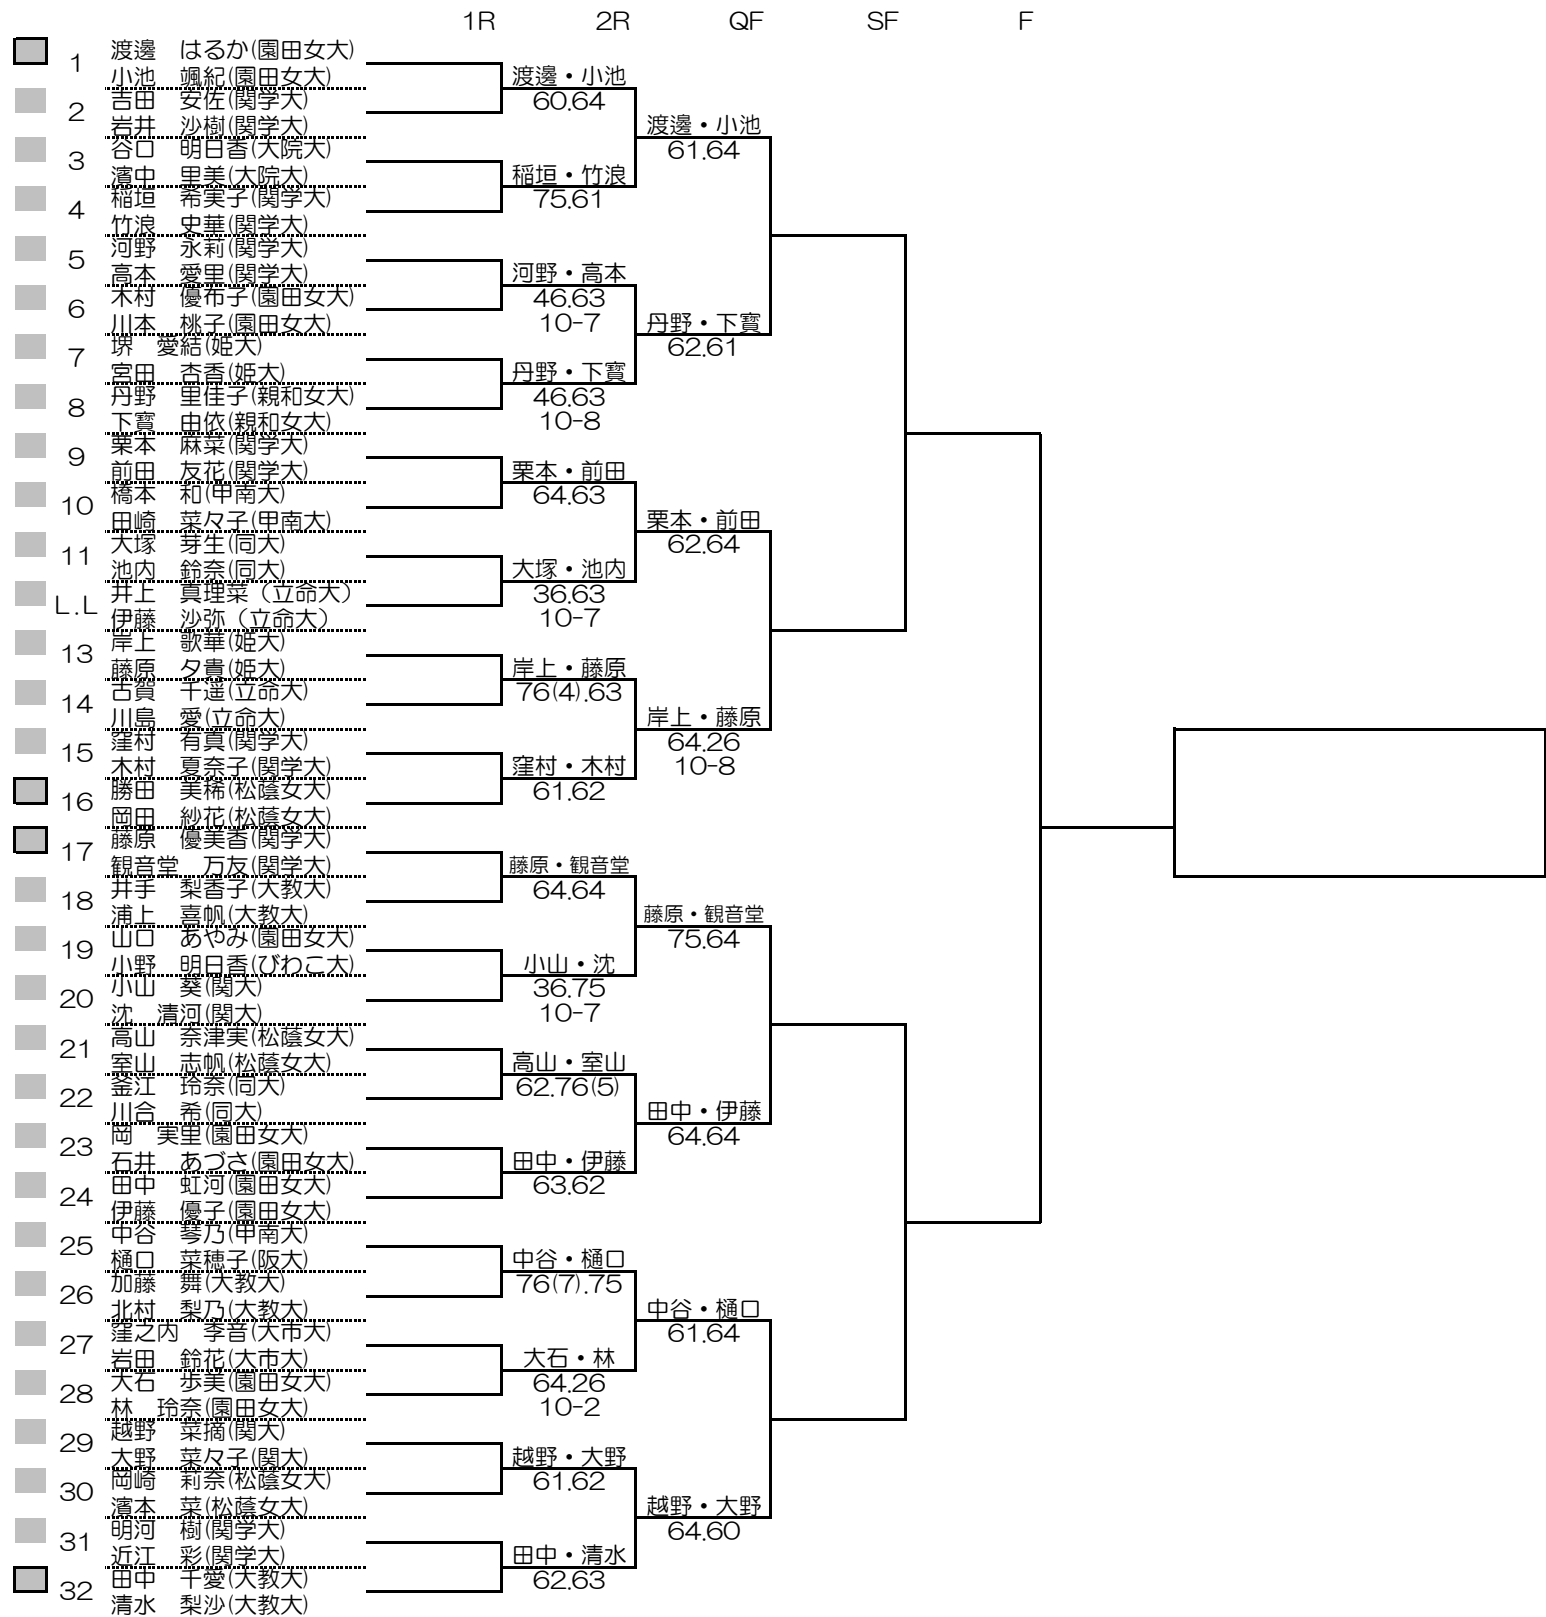 1R 2R QF SF F
1 渡邊 はるか(園田女大)
小池 颯紀(園田女大)
渡邊・小池
60.64
2 吉田 安佐(関学大)
岩井 沙樹(関学大)
渡邊・小池
61.64
3 谷口 明日香(大院大)
濱中 里美(大院大)
稲垣・竹浪
75.61
4 稲垣 希実子(関学大)
竹浪 史華(関学大)
5 河野 永莉(関学大)
高本 愛里(関学大)
河野・高本
46.63
10-7
6 木村 優布子(園田女大)
川本 桃子(園田女大)
丹野・下寳
62.61
7 堺 愛結(姫大)
宮田 杏香(姫大)
丹野・下寳
46.63
10-8
8 丹野 里佳子(親和女大)
下寳 由依(親和女大)
9 栗本 麻菜(関学大)
前田 友花(関学大)
栗本・前田
64.63
10 橋本 和(甲南大)
田崎 菜々子(甲南大)
栗本・前田
62.64
11 大塚 芽生(同大)
池内 鈴奈(同大)
大塚・池内
36.63
10-7
L.L 井上 真理菜（立命大）
伊藤 沙弥（立命大）
13 岸上 歌華(姫大)
藤原 夕貴(姫大)
岸上・藤原
76(4).63
14 古賀 千遥(立命大)
川島 愛(立命大)
岸上・藤原
64.26
10-8
15 窪村 有真(関学大)
木村 夏奈子(関学大)
窪村・木村
61.62
16 勝田 美稀(松蔭女大)
岡田 紗花(松蔭女大)
17 藤原 優美香(関学大)
観音堂 万友(関学大)
藤原・観音堂
64.64
18 井手 梨香子(大教大)
浦上 喜帆(大教大)
藤原・観音堂
75.64
19 山口 あやみ(園田女大)
小野 明日香(びわこ大)
小山・沈
36.75
10-7
20 小山 葵(関大)
沈 清河(関大)
21 高山 奈津実(松蔭女大)
室山 志帆(松蔭女大)
高山・室山
62.76(5)
22 釜江 玲奈(同大)
川合 希(同大)
田中・伊藤
64.64
23 岡 実里(園田女大)
石井 あづさ(園田女大)
田中・伊藤
63.62
24 田中 虹河(園田女大)
伊藤 優子(園田女大)
25 中谷 琴乃(甲南大)
樋口 菜穂子(阪大)
中谷・樋口
76(7).75
26 加藤 舞(大教大)
北村 梨乃(大教大)
中谷・樋口
61.64
27 窪之内 季音(大市大)
岩田 鈴花(大市大)
大石・林
64.26
10-2
28 大石 歩美(園田女大)
林 玲奈(園田女大)
29 越野 菜摘(関大)
大野 菜々子(関大)
越野・大野
61.62
30 岡崎 莉奈(松蔭女大)
濱本 菜(松蔭女大)
越野・大野
64.60
31 明河 樹(関学大)
近江 彩(関学大)
田中・清水
62.63
32 田中 千愛(大教大)
清水 梨沙(大教大)